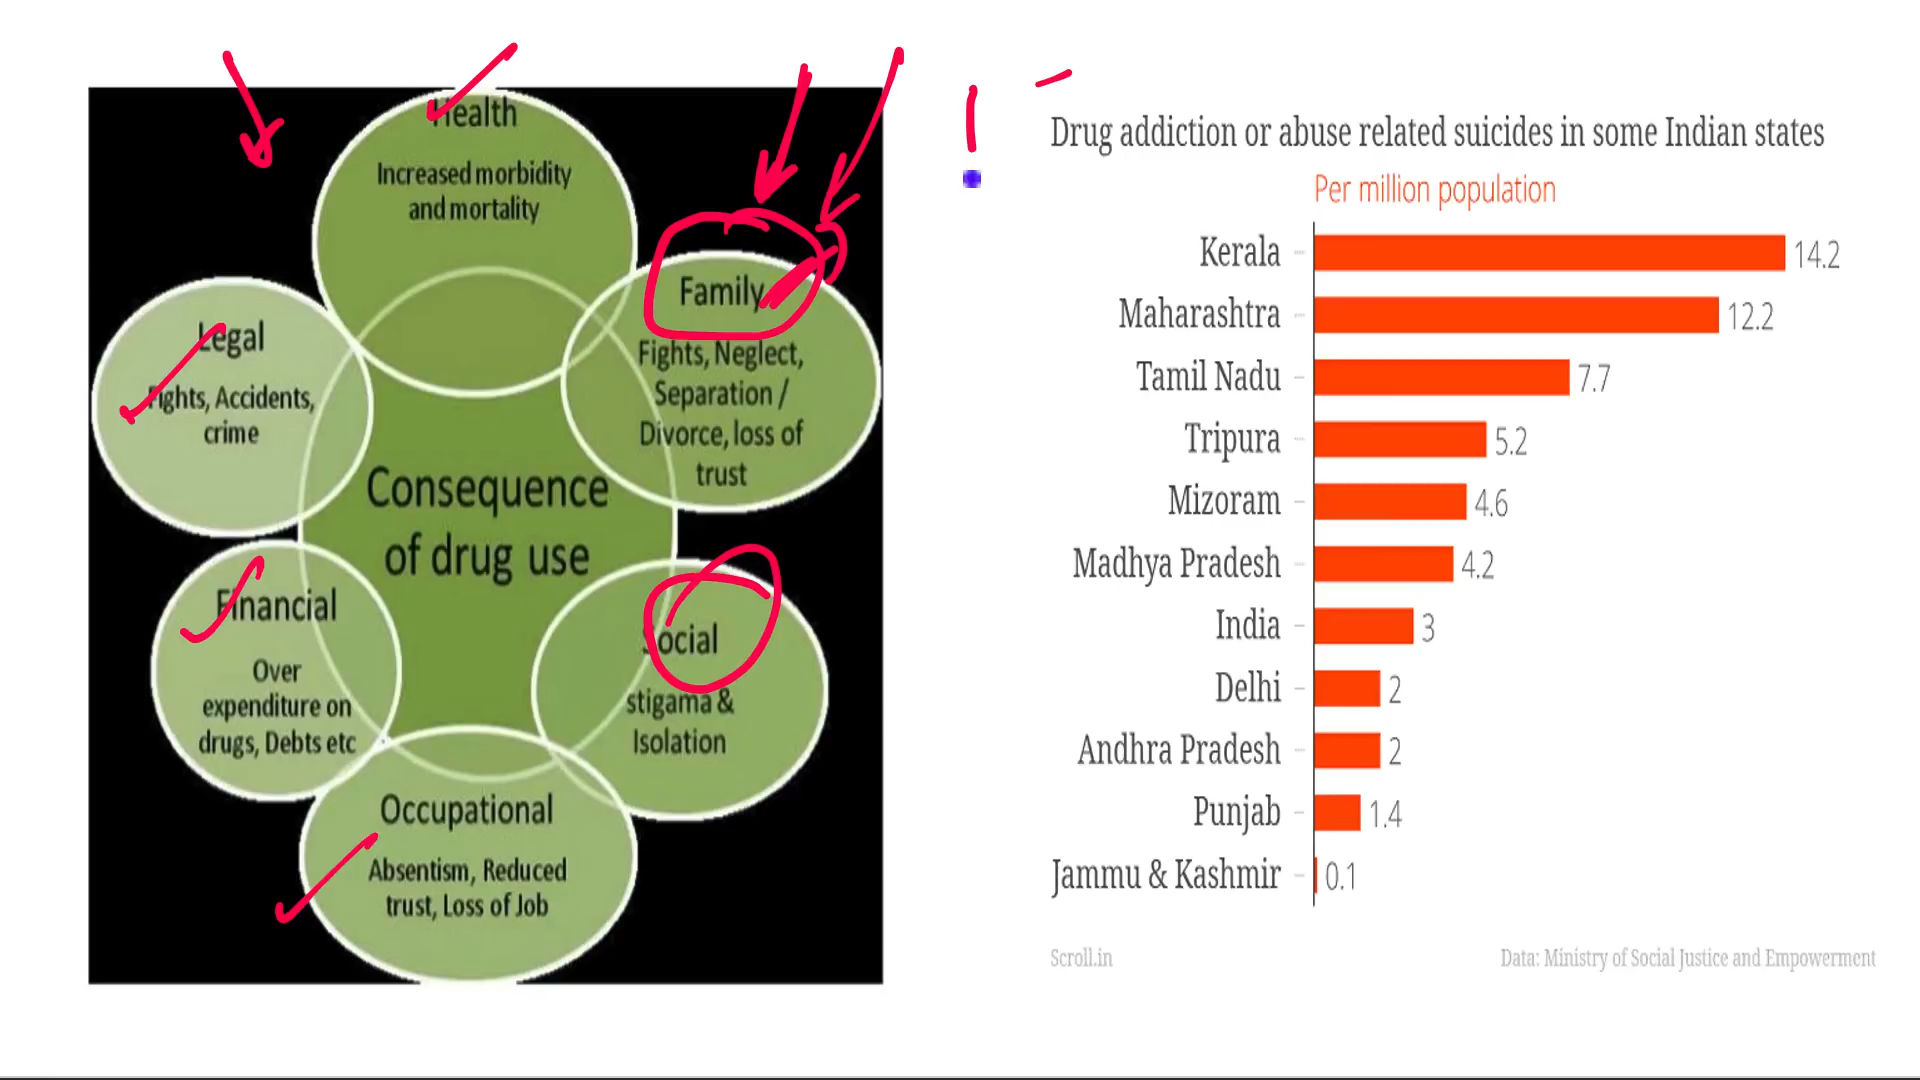 Health
Increased morbidity
and mortality
Family
Fights, Neglect,
Separation /
Divorce, loss of
trust
Legal
Fights, Accidents,
crime
Consequence
of drug use
Financial
Over
expenditure on
drugs, Debts etc
Social
stigama &
Isolation
Occupational
Absentism, Reduced
trust, Loss of Job
Drug addiction or abuse related suicides in some Indian states
Per million population
Kerala 14.2
Maharashtra 12.2
Tamil Nadu 7.7
Tripura 5.2
Mizoram 4.6
Madhya Pradesh 4.2
India 3
Delhi 2
Andhra Pradesh 2
Punjab 1.4
Jammu & Kashmir 0.1
Scroll.in
Data: Ministry of Social Justice and Empowerment